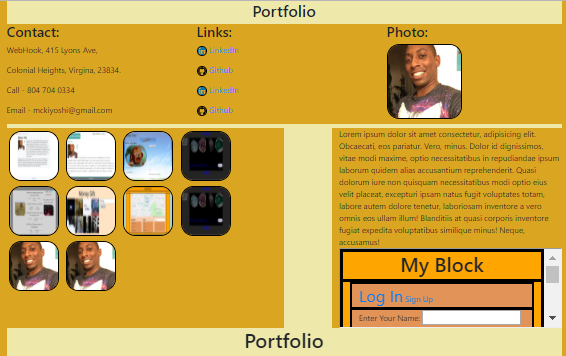 Portfolio
Contact:
WebHook, 415 Lyons Ave,
Colonial Heights, Virgina, 23834.
Call - 804 704 0334
Email - mckiyoshi@gmail.com
Links:
LinkedIn
Github
LinkedIn
Github
Photo:
Lorem ipsum dolor sit amet consectetur, adipisicing elit.
Obcaecati, eos pariatur. Vero, minus. Dolor id dignissimos,
vitae modi maxime, optio necessitatibus in repudiandae ipsum
laborum quidem alias accusantium reprehenderit. Quasi
dolorum iure non quisquam necessitatibus modi optio eius
velit placeat, excepturi ipsam natus fugit voluptates totam,
labore autem dolore tenetur, laboriosam inventore a vero
omnis eos ullam illum! Blanditiis at quasi corporis inventore
fugiat expedita voluptatibus similique minus! Neque,
accusamus!
My Block
Log In Sign Up
Enter Your Name:
Portfolio